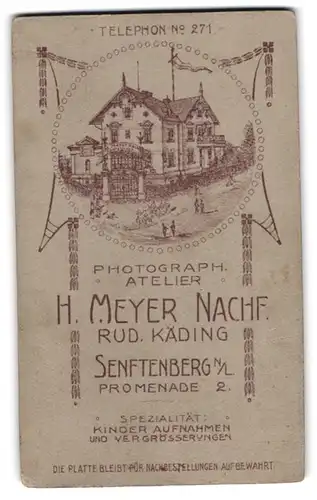 TELEPHON Nº 271
PHOTOGRAPH.
ATELIER
H. MEYER NACHF.
RUD. KÄDING
SENFTENBERG N/L.
PROMENADE 2.
SPEZIALITÄT:
KINDER AUFNAHMEN
UND VERGRÖSSERUNGEN
DIE PLATTE BLEIBT FÜR NACHBESTELLUNGEN AUFBEWAHRT.